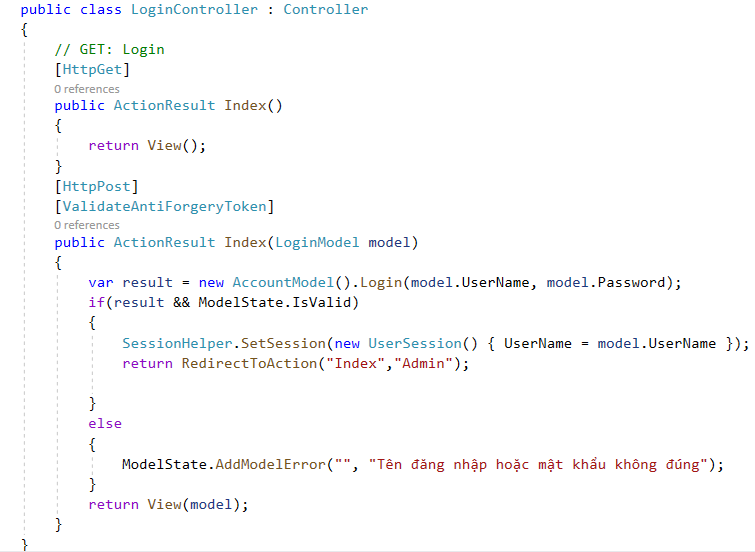 public class LoginController : Controller
{
// GET: Login
[HttpGet]
0 references
public ActionResult Index()
{
return View();
}
[HttpPost]
[ValidateAntiForgeryToken]
0 references
public ActionResult Index(LoginModel model)
{
var result = new AccountModel().Login(model.UserName, model.Password);
if(result && ModelState.IsValid)
{
SessionHelper.SetSession(new UserSession() { UserName = model.UserName });
return RedirectToAction("Index","Admin");
}
else
{
ModelState.AddModelError("", "Tên đăng nhập hoặc mật khẩu không đúng");
}
return View(model);
}
}